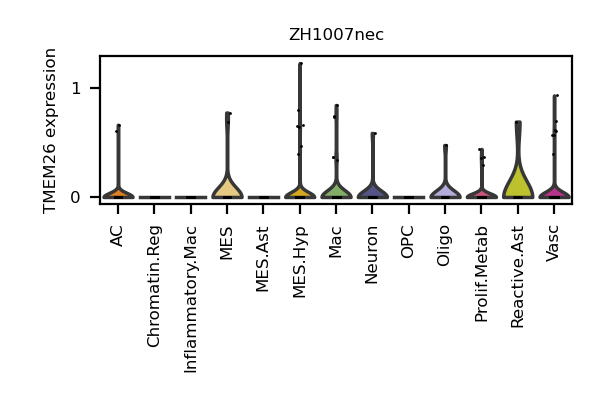 ZH1007nec
TMEM26 expression
1
0
AC
Chromatin.Reg
Inflammatory.Mac
MES
MES.Ast
MES.Hyp
Mac
Neuron
OPC
Oligo
Prolif.Metab
Reactive.Ast
Vasc